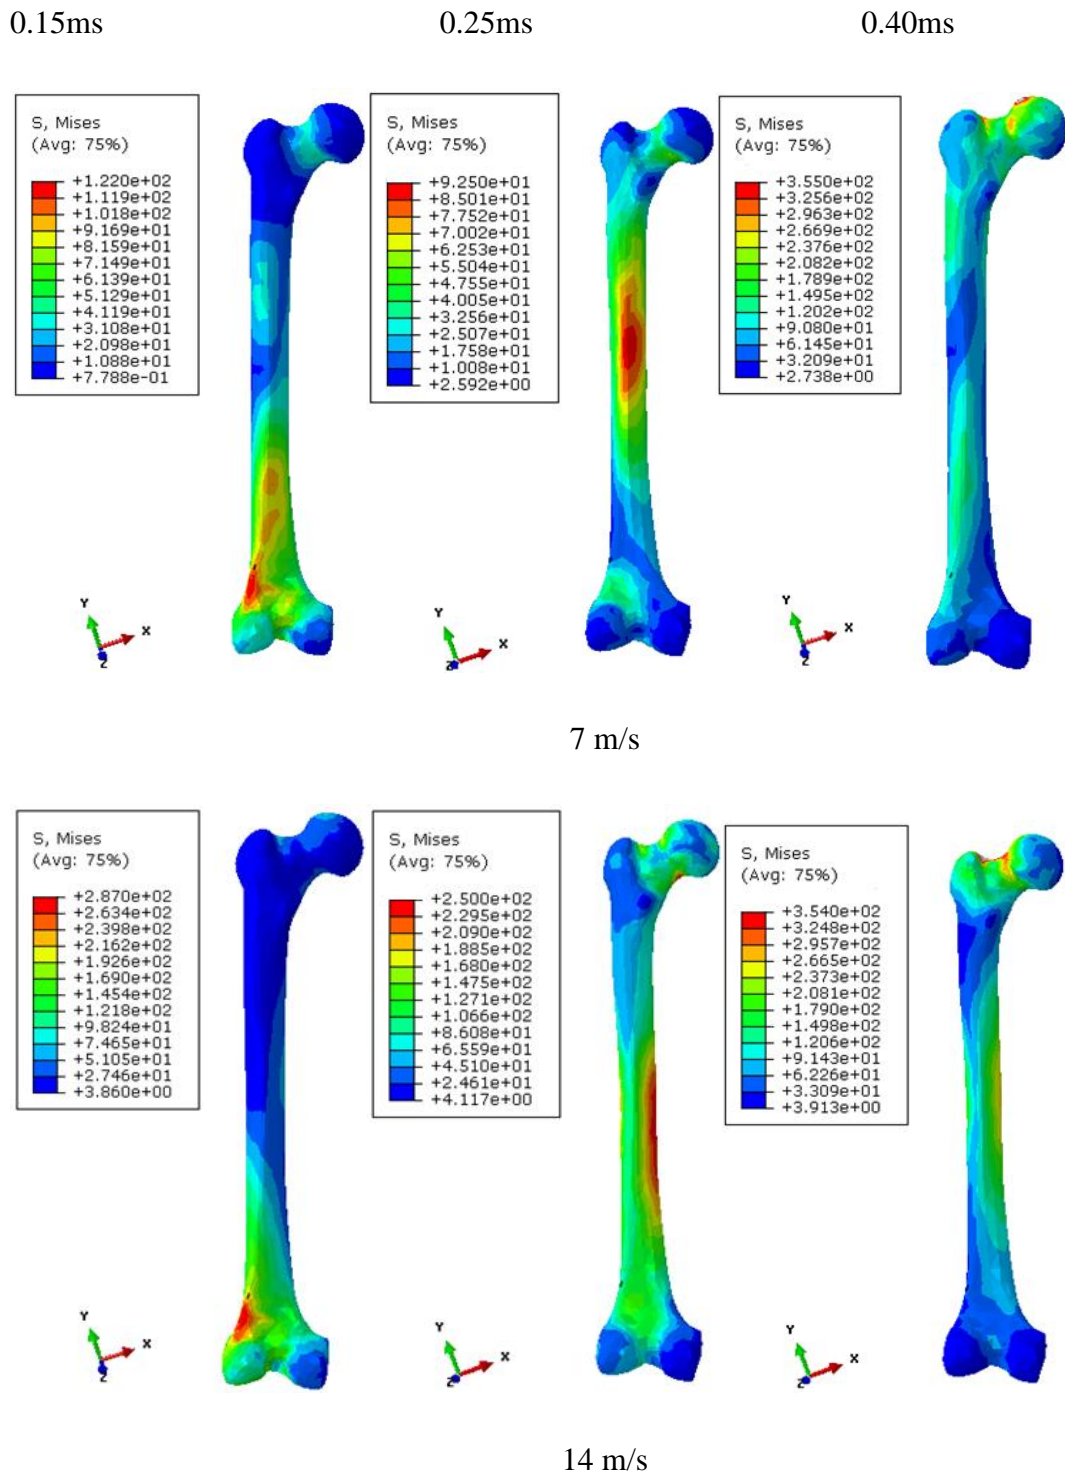 0.15ms 0.25ms 0.40ms
S, Mises
(Avg: 75%)
+1.220e+02
+1.119e+02
+1.018e+02
+9.169e+01
+8.159e+01
+7.149e+01
+6.139e+01
+5.129e+01
+4.119e+01
+3.108e+01
+2.098e+01
+1.088e+01
+7.788e-01
Y
X
Z
S, Mises
(Avg: 75%)
+9.250e+01
+8.501e+01
+7.752e+01
+7.002e+01
+6.253e+01
+5.504e+01
+4.755e+01
+4.005e+01
+3.256e+01
+2.507e+01
+1.758e+01
+1.008e+01
+2.592e+00
Y
X
Z
S, Mises
(Avg: 75%)
+3.550e+02
+3.256e+02
+2.963e+02
+2.669e+02
+2.376e+02
+2.082e+02
+1.789e+02
+1.495e+02
+1.202e+02
+9.080e+01
+6.145e+01
+3.209e+01
+2.738e+00
Y
X
Z
7 m/s
S, Mises
(Avg: 75%)
+2.870e+02
+2.634e+02
+2.398e+02
+2.162e+02
+1.926e+02
+1.690e+02
+1.454e+02
+1.218e+02
+9.824e+01
+7.465e+01
+5.105e+01
+2.746e+01
+3.860e+00
Y
X
Z
S, Mises
(Avg: 75%)
+2.500e+02
+2.295e+02
+2.090e+02
+1.885e+02
+1.680e+02
+1.475e+02
+1.271e+02
+1.066e+02
+8.608e+01
+6.559e+01
+4.510e+01
+2.461e+01
+4.117e+00
Y
X
Z
S, Mises
(Avg: 75%)
+3.540e+02
+3.248e+02
+2.957e+02
+2.665e+02
+2.373e+02
+2.081e+02
+1.790e+02
+1.498e+02
+1.206e+02
+9.143e+01
+6.226e+01
+3.309e+01
+3.913e+00
Y
X
Z
14 m/s